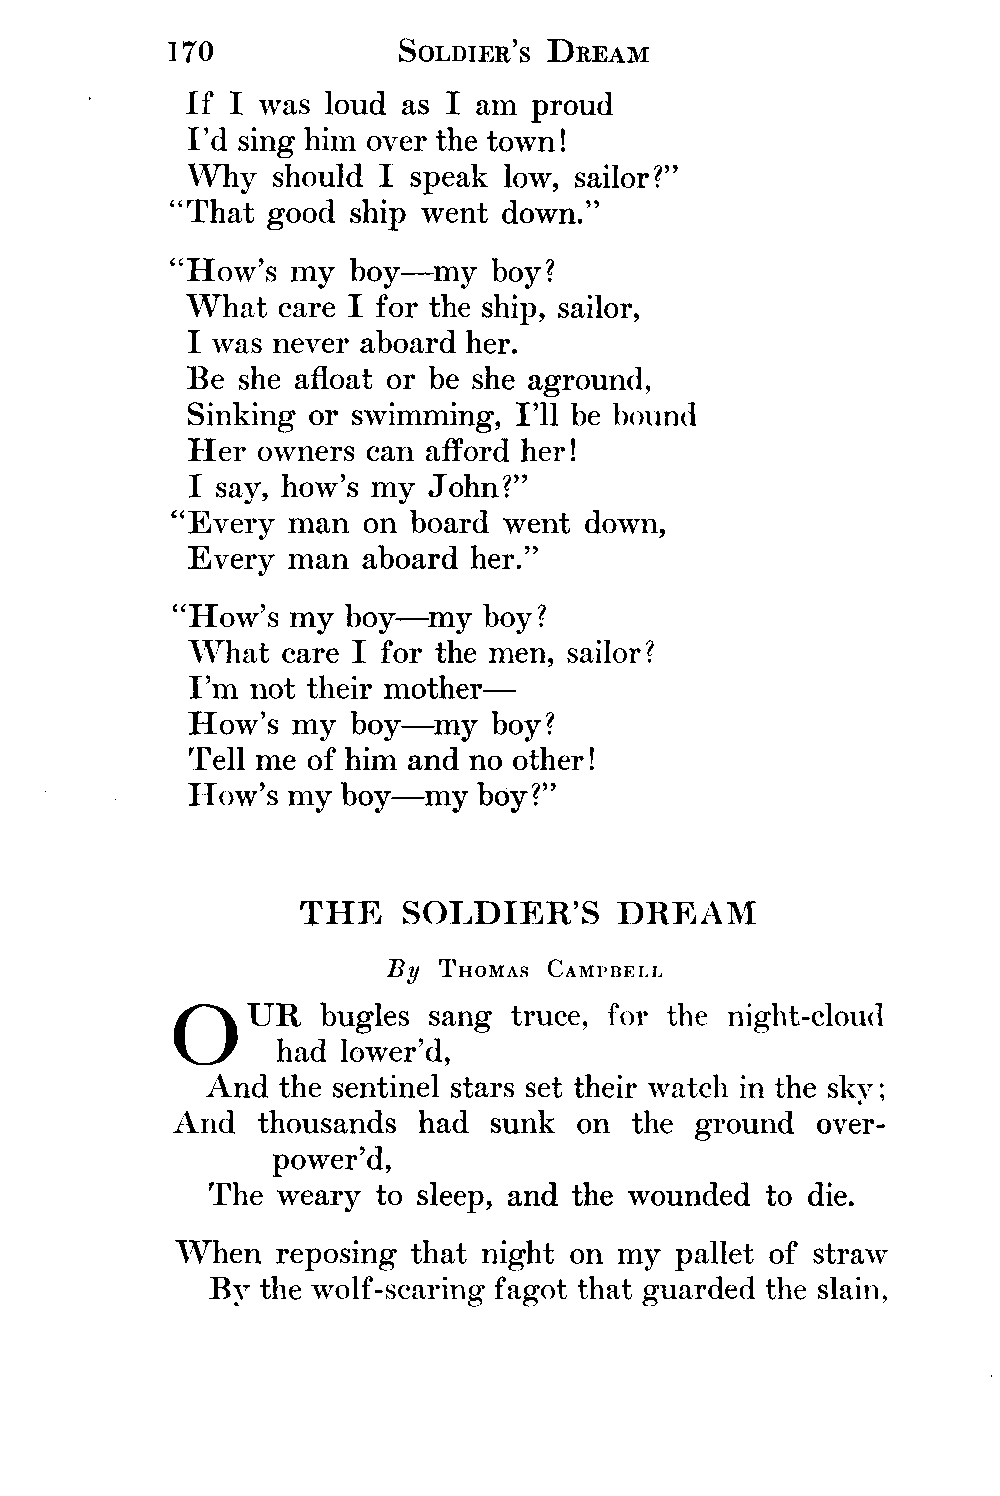 170 SOLDIER'S DREAM
If I was loud as I am proud
I'd sing him over the town!
Why should I speak low, sailor?"
"That good ship went down."
"How's my boy—my boy?
What care I for the ship, sailor,
I was never aboard her.
Be she afloat or be she aground,
Sinking or swimming, I'll be bound
Her owners can afford her!
I say, how's my John?"
"Every man on board went down,
Every man aboard her."
"How's my boy—my boy?
What care I for the men, sailor?
I'm not their mother—
How's my boy—my boy?
Tell me of him and no other!
How's my boy—my boy?"
THE SOLDIER'S DREAM
By THOMAS CAMPBELL
OUR bugles sang truce, for the night-cloud
had lower'd,
And the sentinel stars set their watch in the sky;
And thousands had sunk on the ground over-
power'd,
The weary to sleep, and the wounded to die.
When reposing that night on my pallet of straw
By the wolf-scaring fagot that guarded the slain,